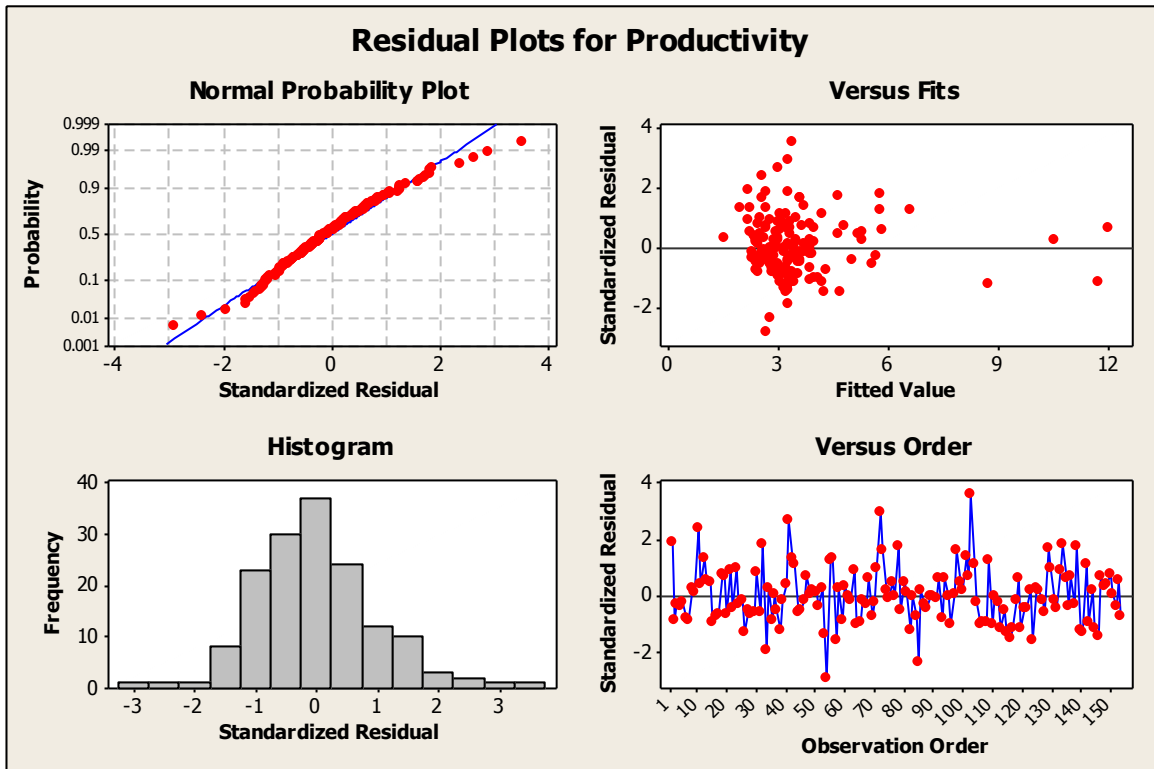 Residual Plots for Productivity
Normal Probability Plot
0.999
0.99
0.9
0.5
0.1
0.01
0.001
Probability
-4 -2 0 2 4
Standardized Residual
Versus Fits
4
2
0
-2
Standardized Residual
0 3 6 9 12
Fitted Value
Histogram
40
30
20
10
0
Frequency
-3 -2 -1 0 1 2 3
Standardized Residual
Versus Order
4
2
0
-2
Standardized Residual
1 10 20 30 40 50 60 70 80 90 100 110 120 130 140 150
Observation Order